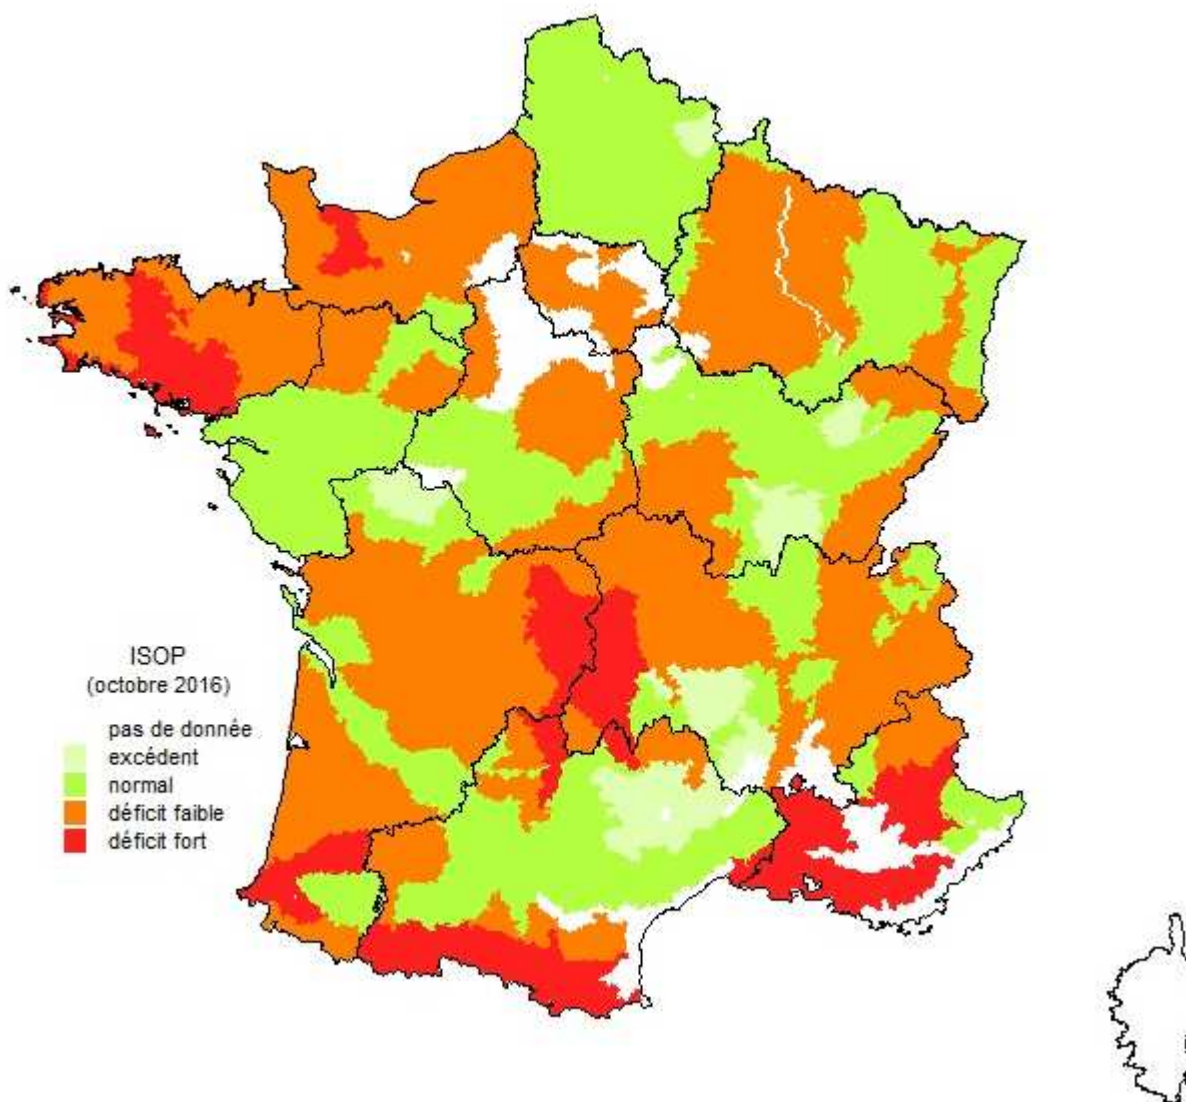 ISOP
(octobre 2016)
pas de donnée
excédent
normal
déficit faible
déficit fort